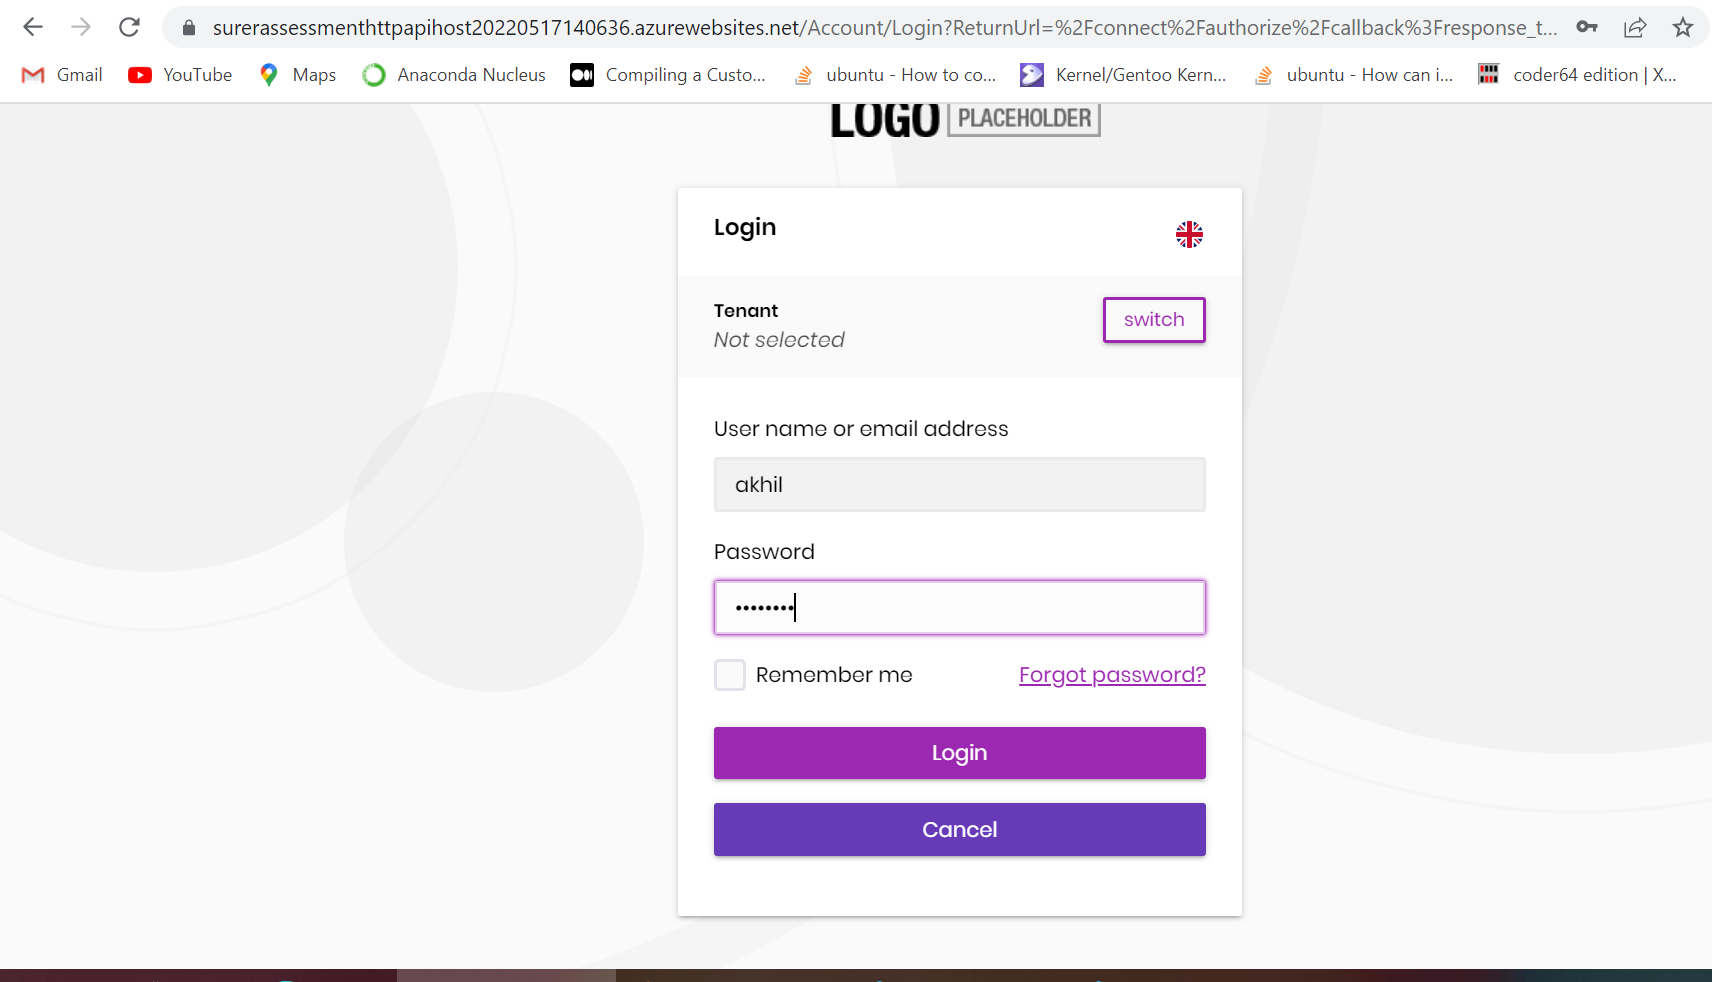 surerassessmenthttpapihost20220517140636.azurewebsites.net/Account/Login?ReturnUrl=%2Fconnect%2Fauthorize%2Fcallback%3Fresponse_t...
Gmail YouTube Maps Anaconda Nucleus Compiling a Custo... ubuntu - How to co... Kernel/Gentoo Kern... ubuntu - How can i... coder64 edition | X...
LOGO PLACEHOLDER
Login
Tenant
Not selected
switch
User name or email address
akhil
Password
Remember me Forgot password?
Login
Cancel